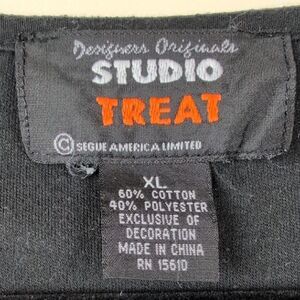 Designers Originals
STUDIO
TREAT
© SEGUE AMERICA LIMITED
XL
60% COTTON
40% POLYESTER
EXCLUSIVE OF
DECORATION
MADE IN CHINA
RN 15610